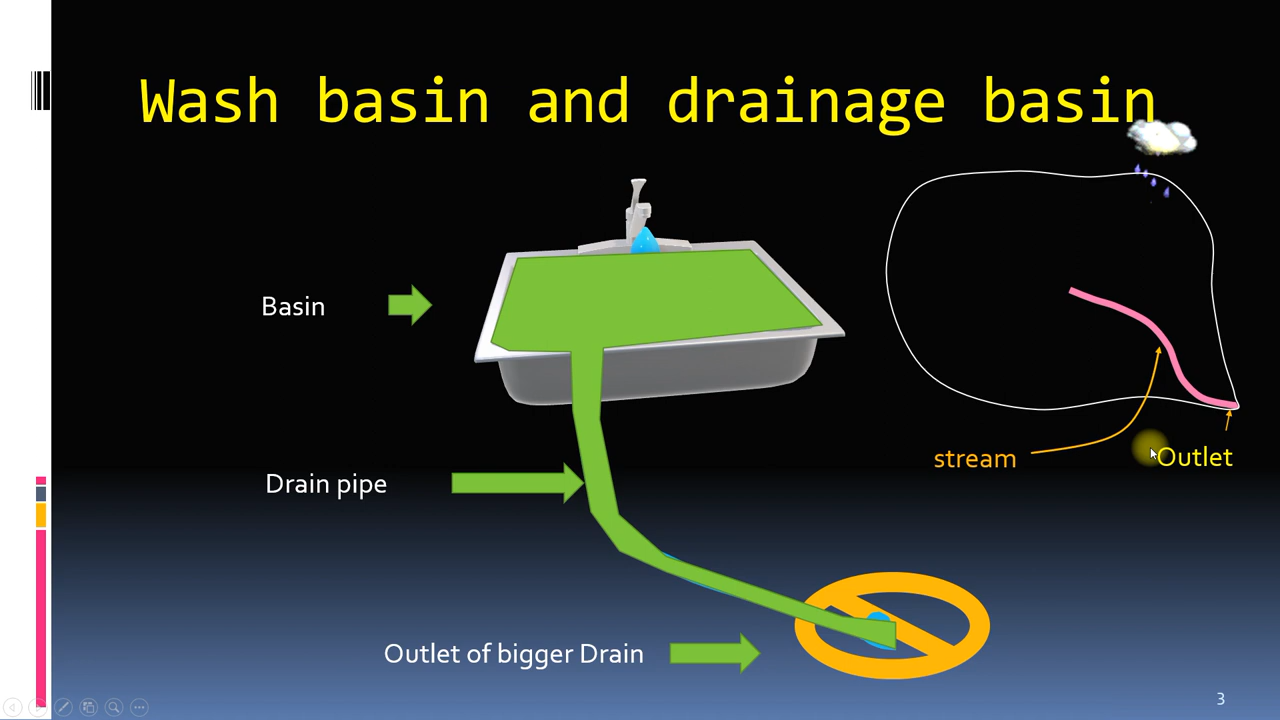 Wash basin and drainage basin
Basin
Drain pipe
Outlet of bigger Drain
stream
Outlet
3